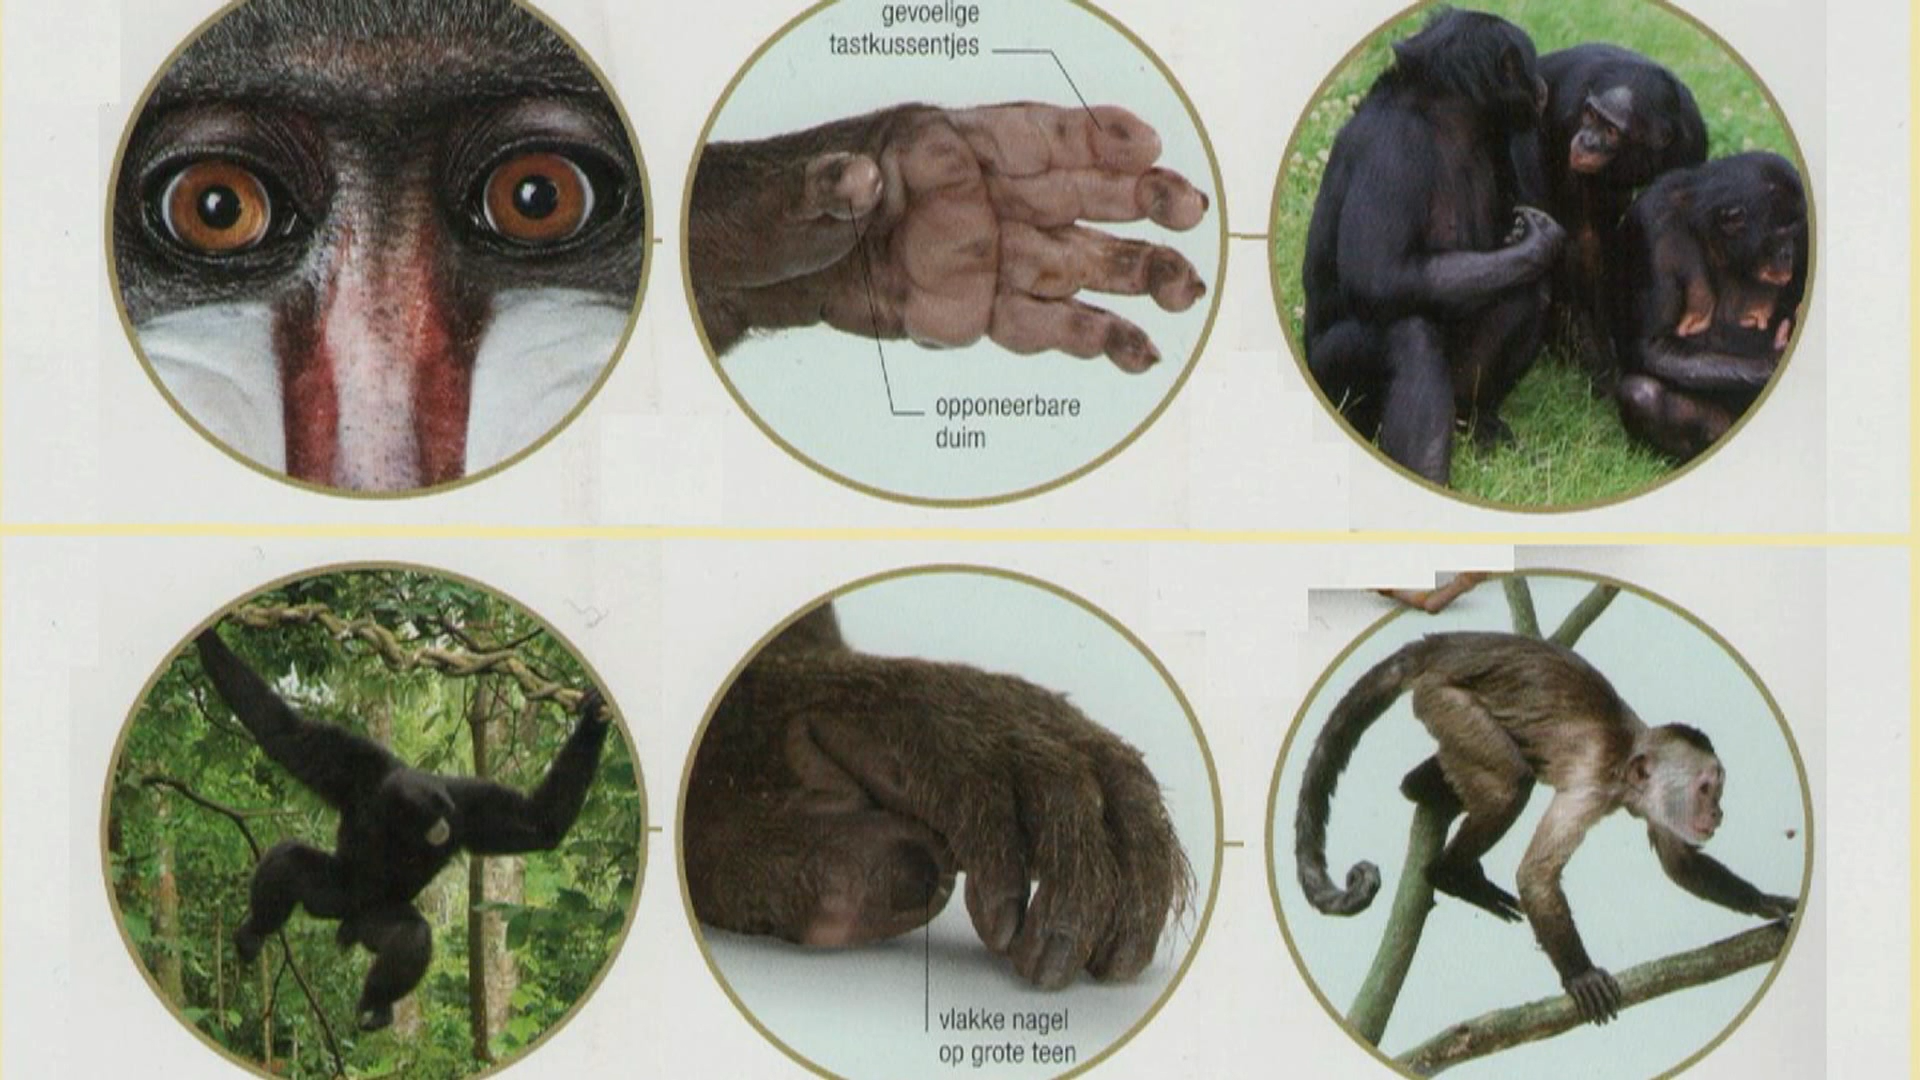 gevoelige
tastkussentjes
opponeerbare
duim
vlakke nagel
op grote teen